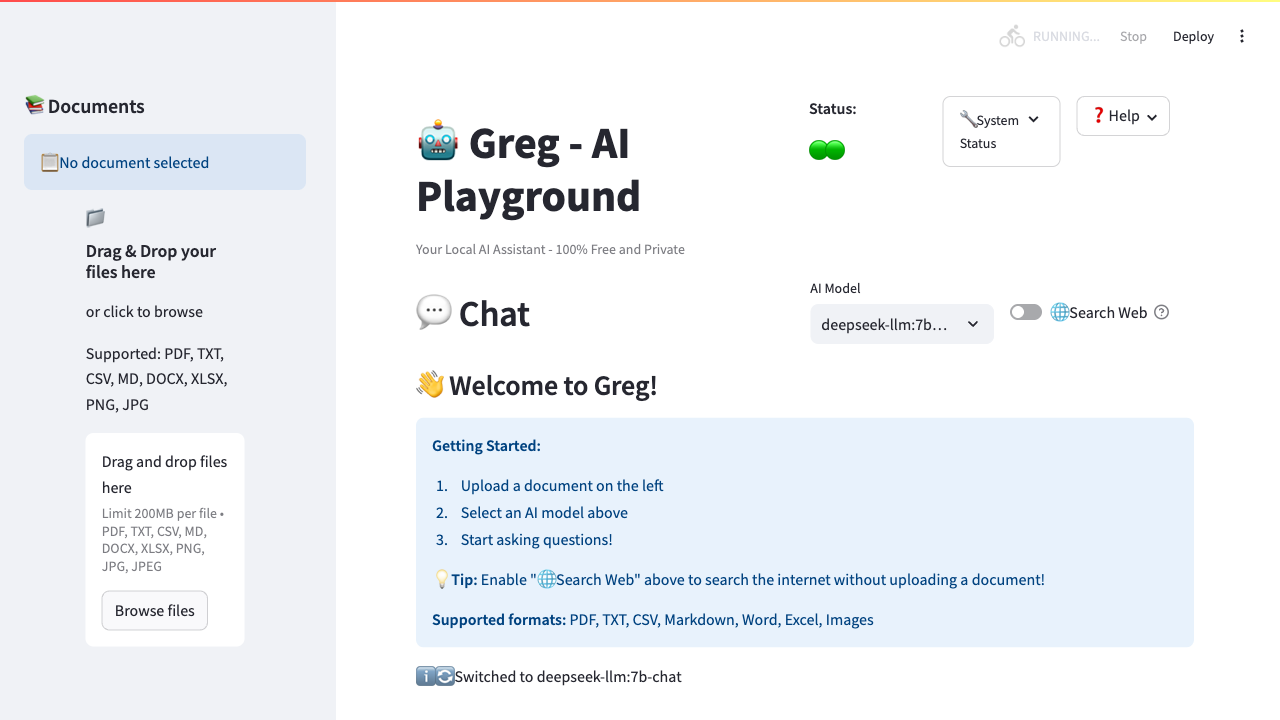 RUNNING...
Stop
Deploy
Documents
No document selected
Drag & Drop your
files here
or click to browse
Supported: PDF, TXT,
CSV, MD, DOCX, XLSX,
PNG, JPG
Drag and drop files
here
Limit 200MB per file •
PDF, TXT, CSV, MD,
DOCX, XLSX, PNG,
JPG, JPEG
Browse files
Greg - AI
Playground
Your Local AI Assistant - 100% Free and Private
Status:
System
Status
Help
Chat
AI Model
deepseek-llm:7b...
Search Web
Welcome to Greg!
Getting Started:
1. Upload a document on the left
2. Select an AI model above
3. Start asking questions!
Tip: Enable "🌐Search Web" above to search the internet without uploading a document!
Supported formats: PDF, TXT, CSV, Markdown, Word, Excel, Images
Switched to deepseek-llm:7b-chat